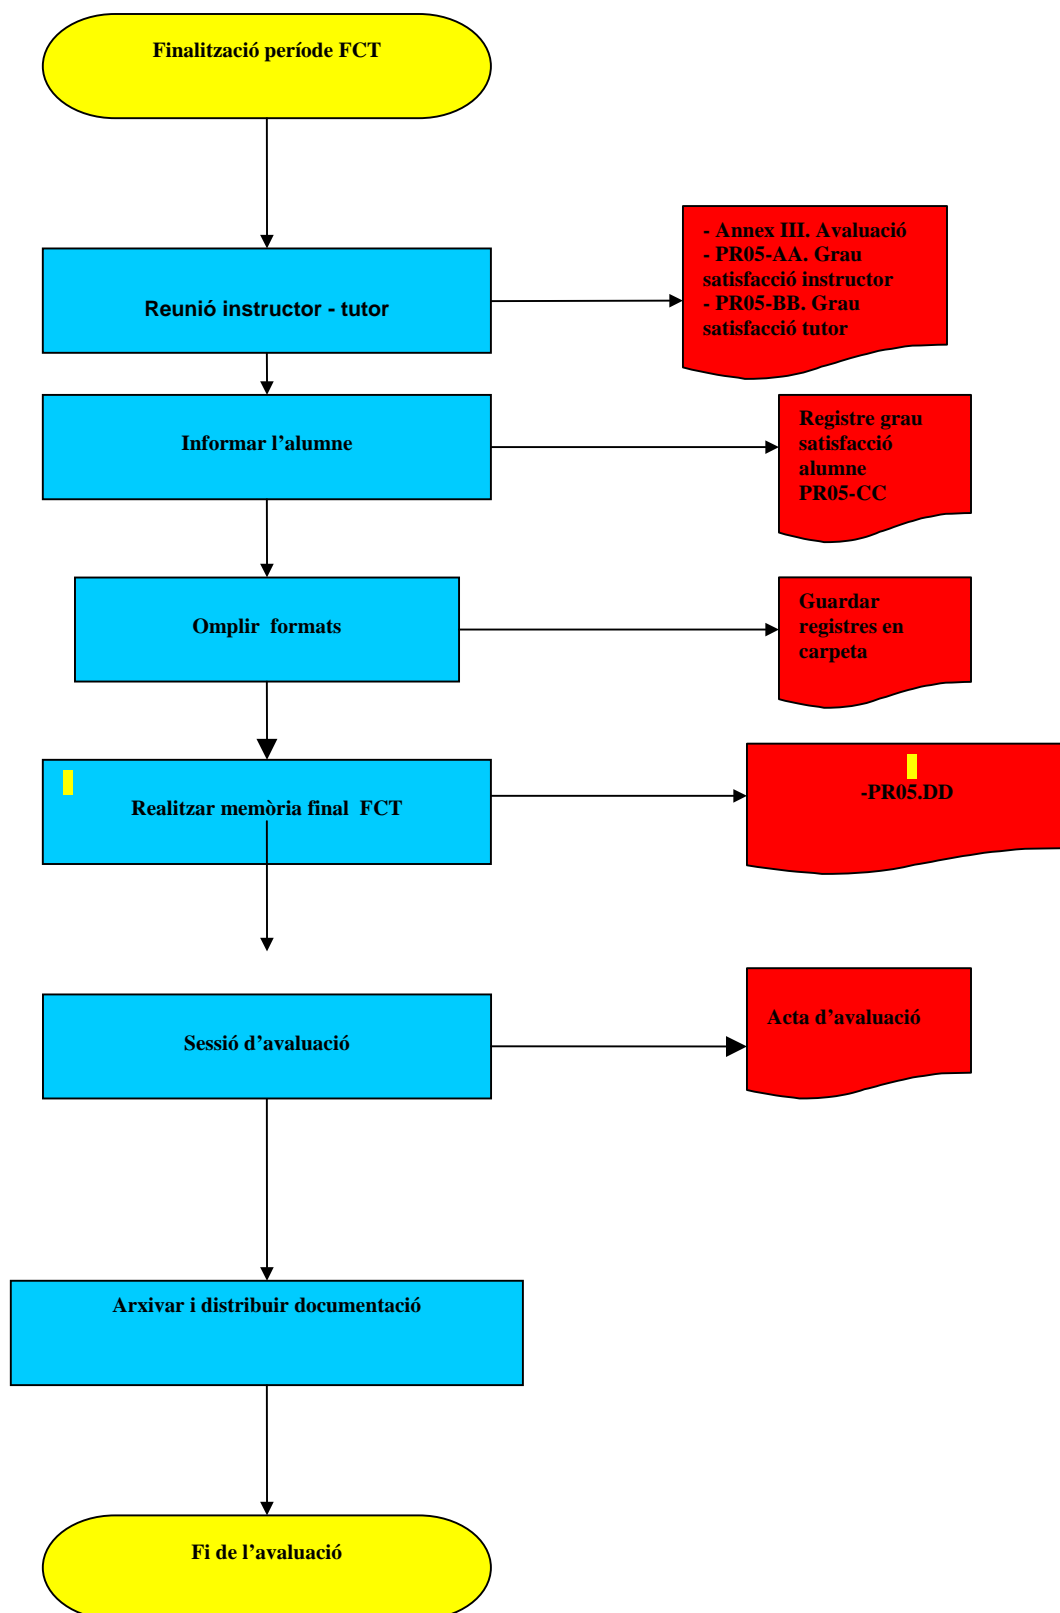 Finalització període FCT
- Annex III. Avaluació
- PR05-AA. Grau
satisfacció instructor
- PR05-BB. Grau
satisfacció tutor
Reunió instructor - tutor
Informar l’alumne
Registre grau
satisfacció
alumne
PR05-CC
Omplir  formats
Guardar
registres en
carpeta
Realitzar memòria final  FCT
-PR05.DD
Sessió d’avaluació
Acta d’avaluació
Arxivar i distribuir documentació
Fi de l’avaluació